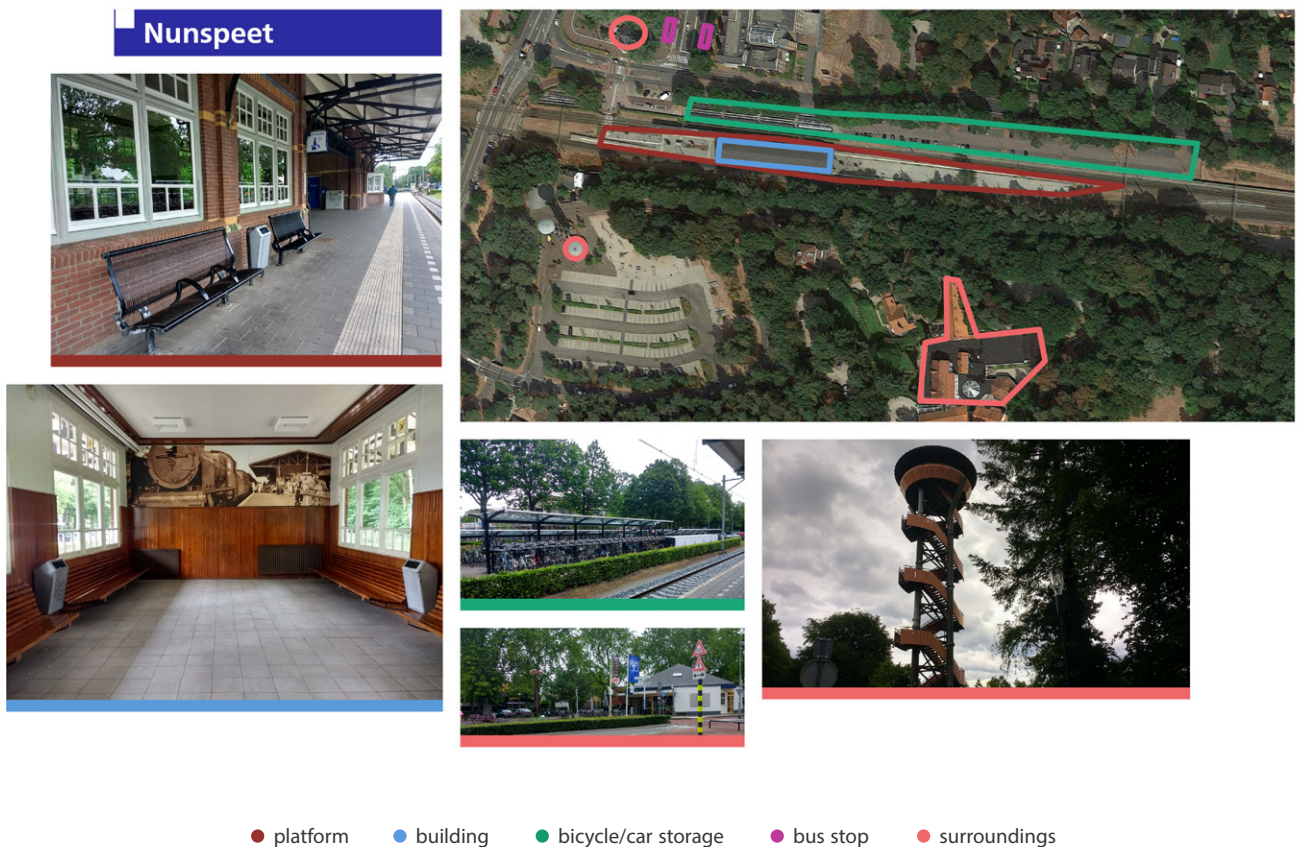 Nunspeet
platform
building
bicycle/car storage
bus stop
surroundings